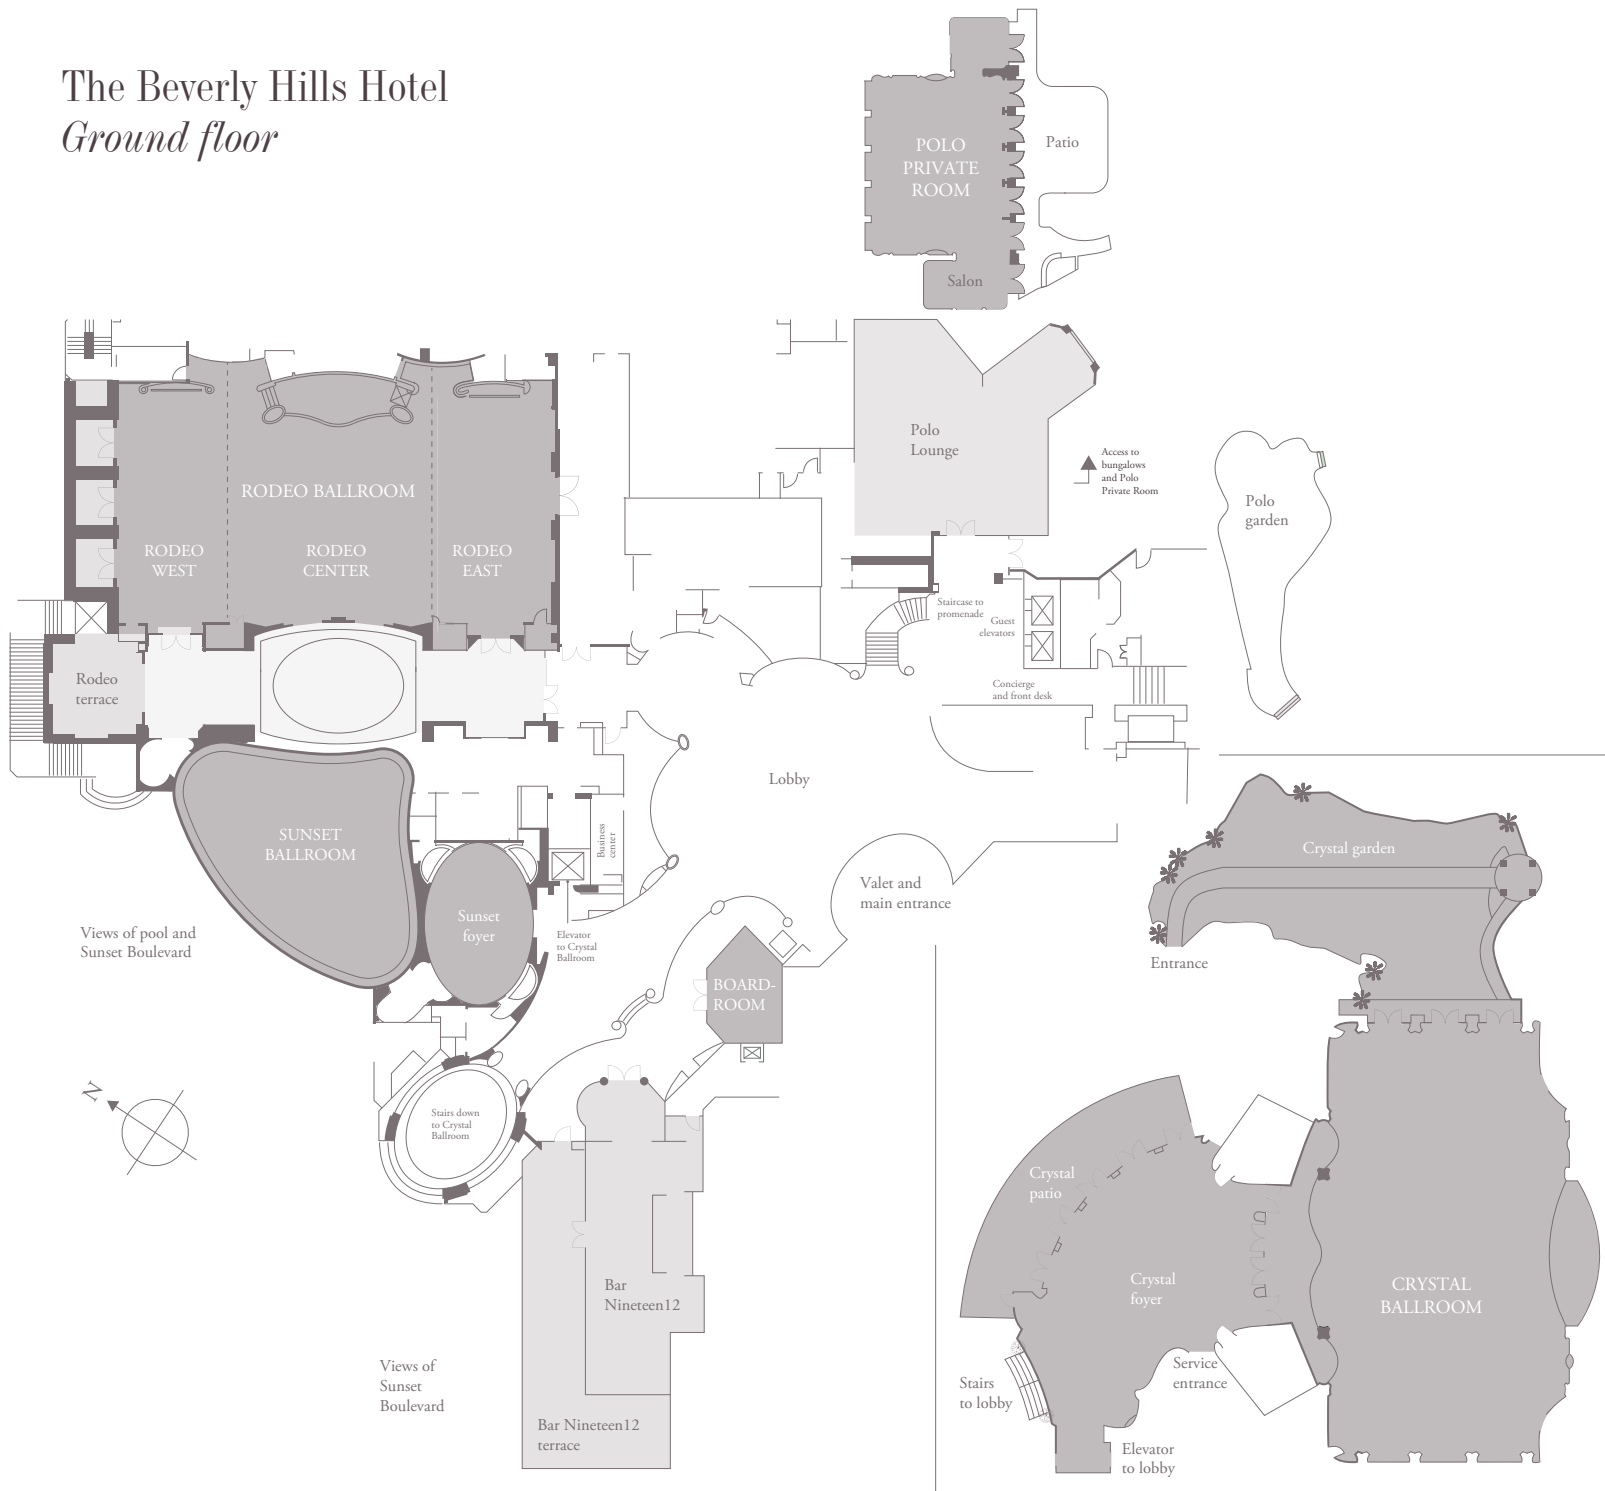 The Beverly Hills Hotel
Ground floor
POLO
PRIVATE
ROOM
Patio
Salon
Polo
Lounge
Access to
bungalows
and Polo
Private Room
Polo
garden
RODEO BALLROOM
RODEO
WEST
RODEO
CENTER
RODEO
EAST
Staircase to
promenade
Guest
elevators
Rodeo
terrace
Concierge
and front desk
Lobby
SUNSET
BALLROOM
Business
center
Crystal garden
Valet and
main entrance
Sunset
foyer
Views of pool and
Sunset Boulevard
Elevator
to Crystal
Ballroom
Entrance
BOARD-
ROOM
N
Stairs down
to Crystal
Ballroom
Crystal
patio
Crystal
foyer
CRYSTAL
BALLROOM
Bar
Nineteen12
Views of
Sunset
Boulevard
Service
entrance
Stairs
to lobby
Bar Nineteen12
terrace
Elevator
to lobby